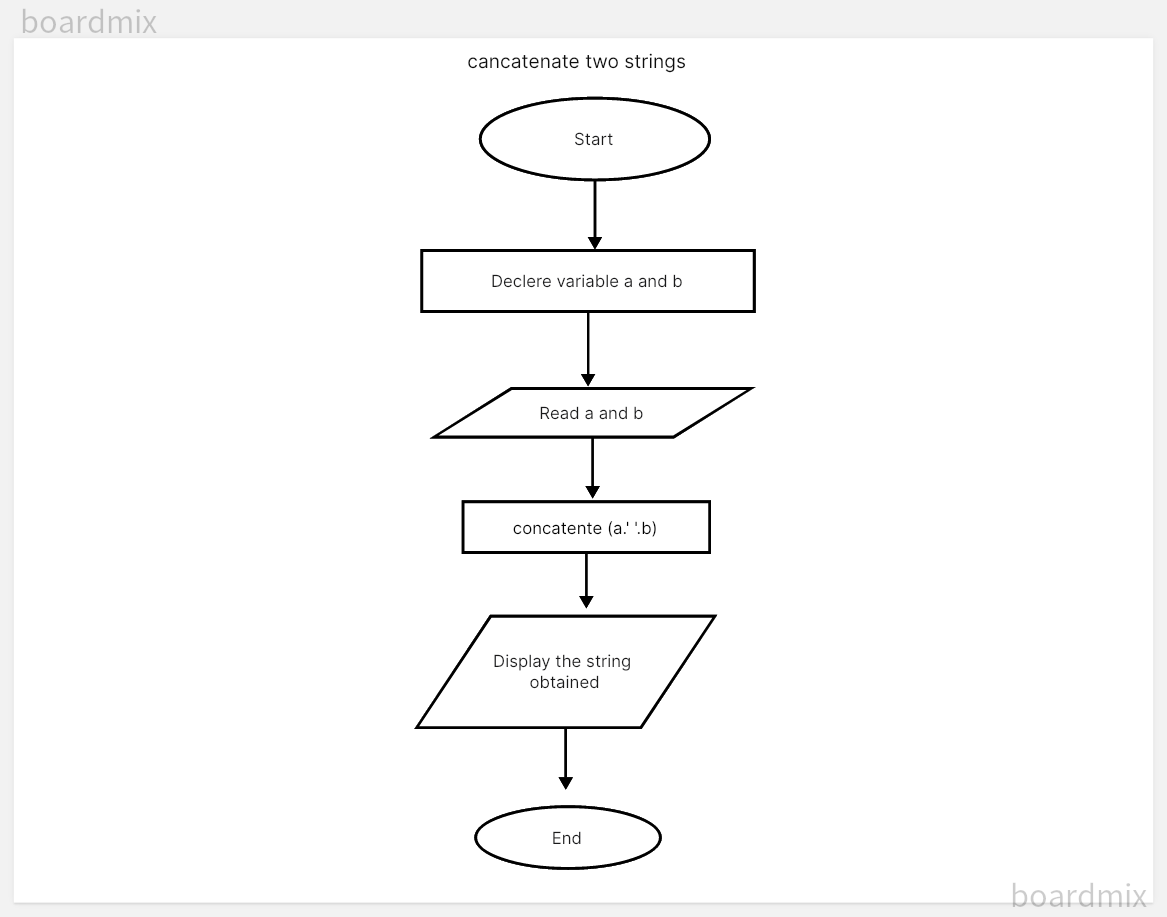 boardmix
cancatenate two strings
Start
Declere variable a and b
Read a and b
concatente (a.' '.b)
Display the string
obtained
End
boardmix